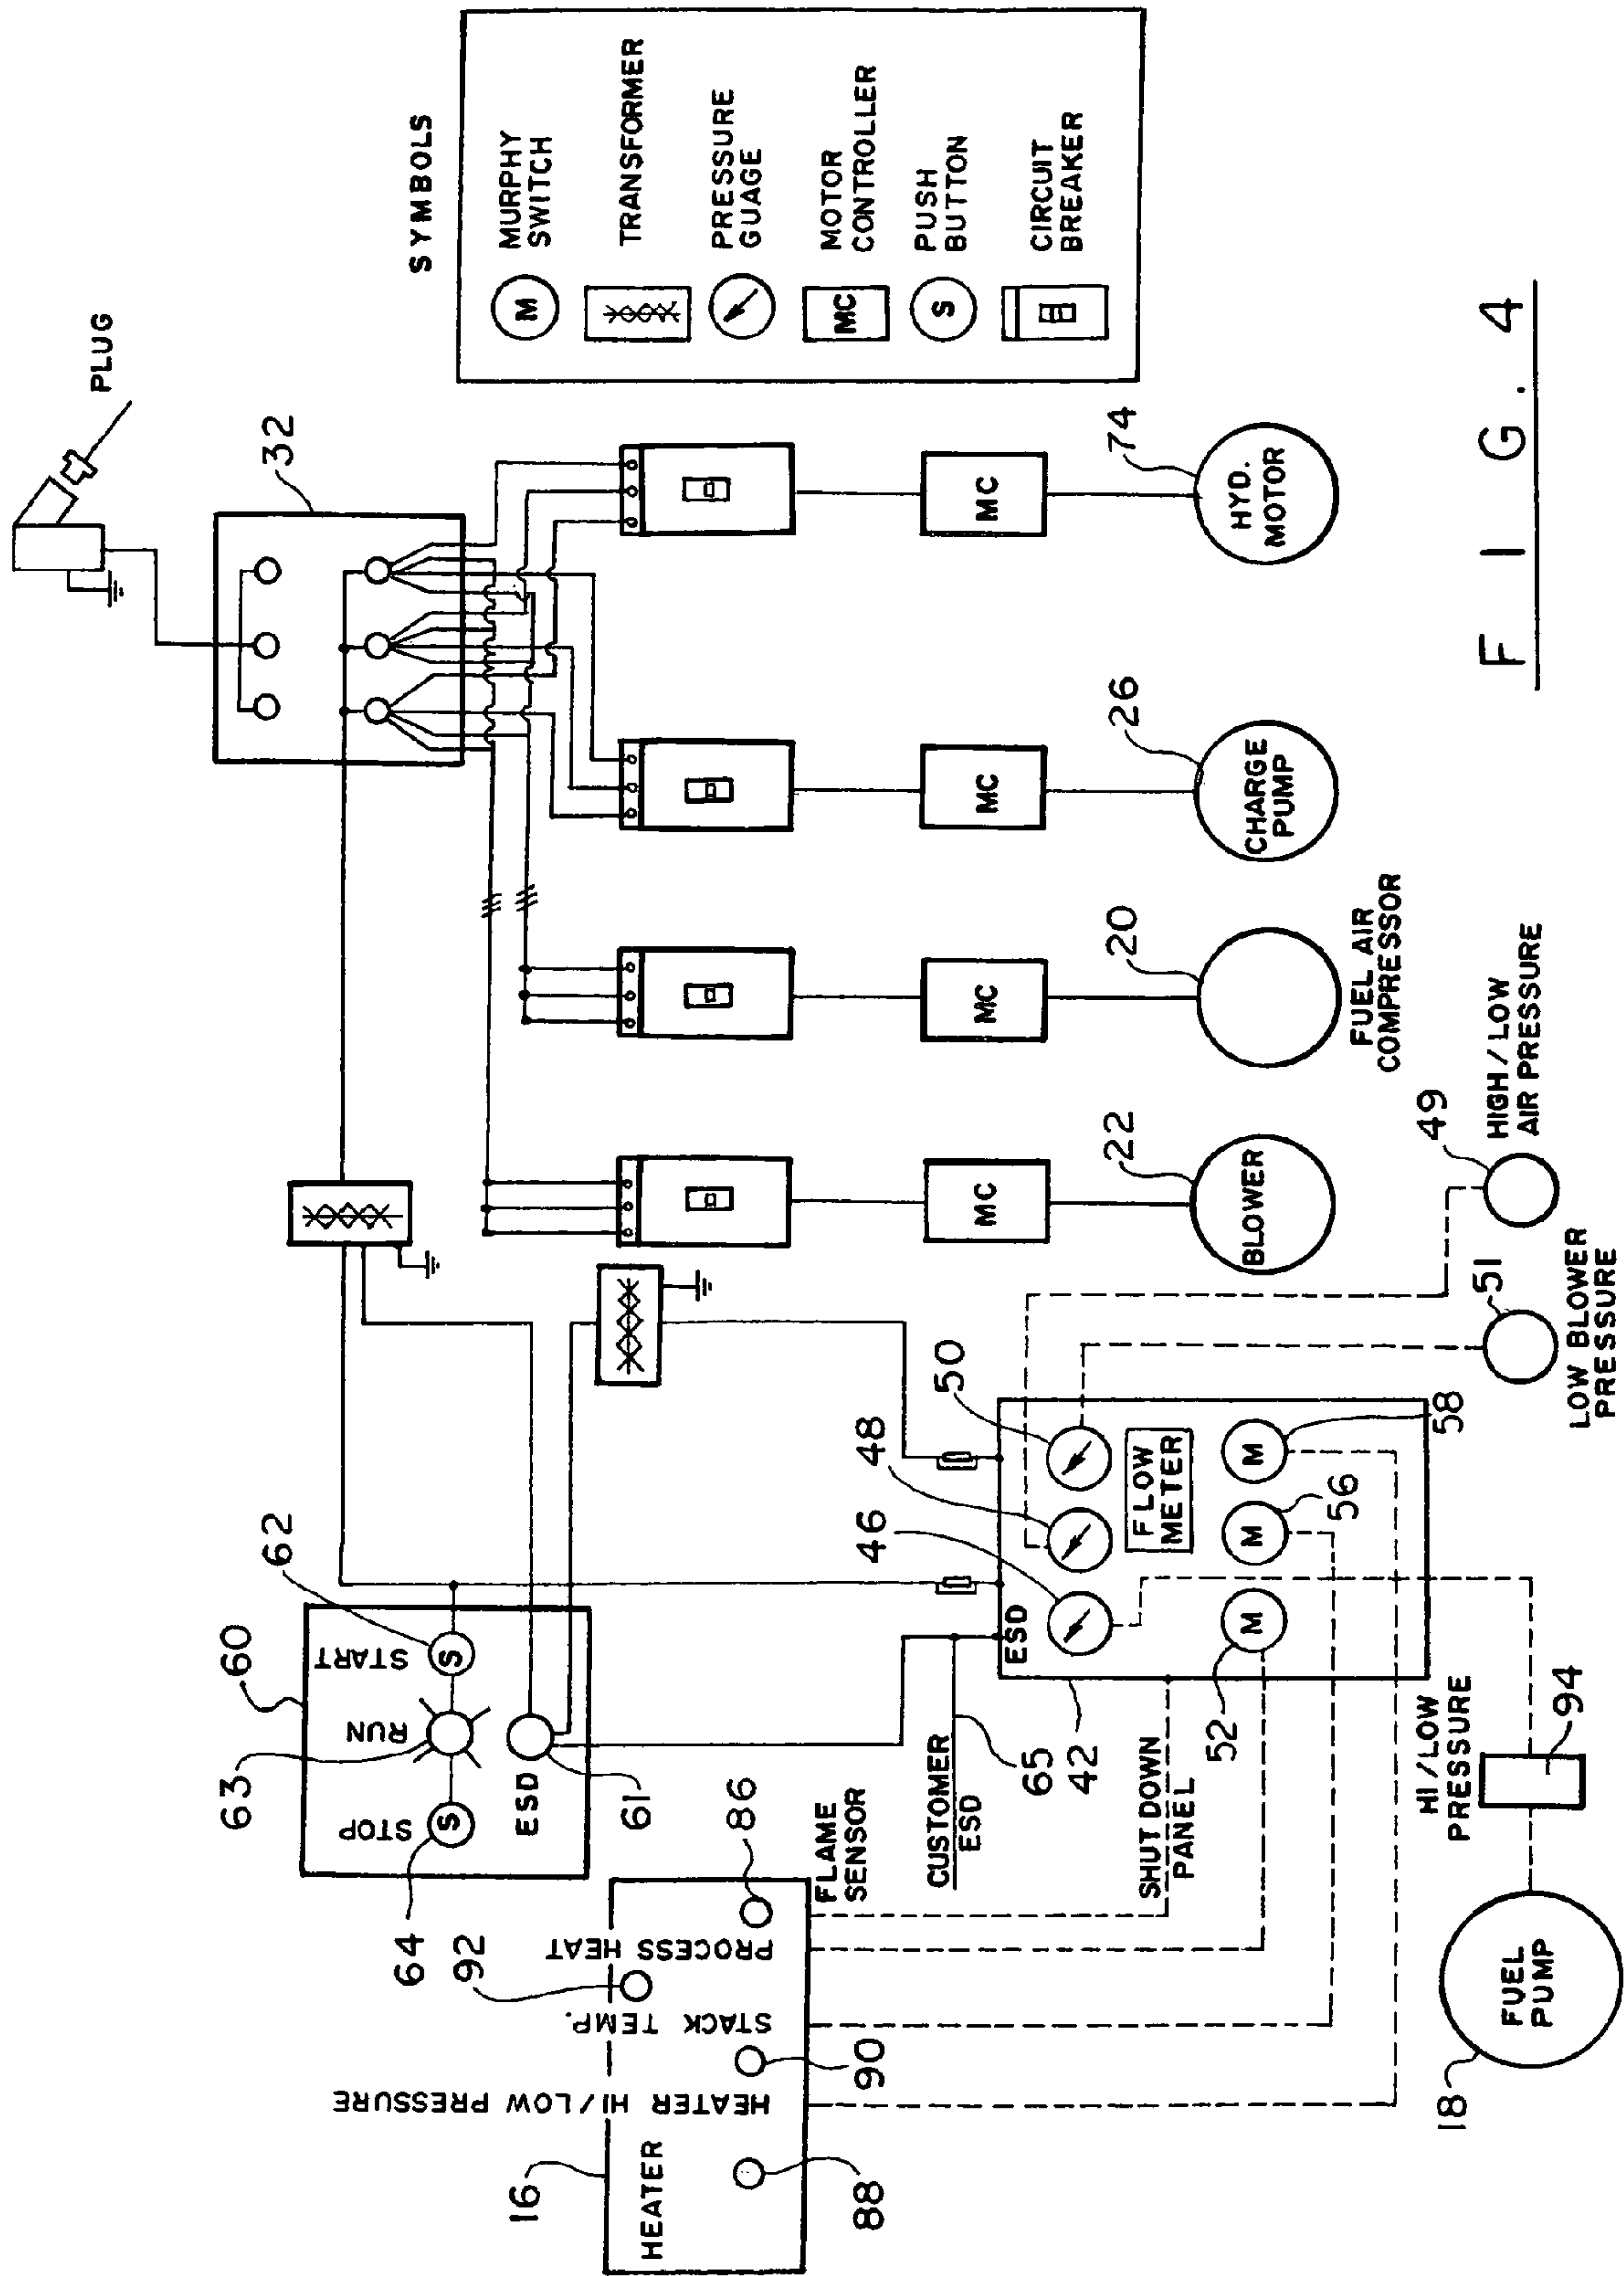 PLUG
32
SYMBOLS
M
MURPHY
SWITCH
TRANSFORMER
PRESSURE
GUAGE
MC
MOTOR
CONTROLLER
S
PUSH
BUTTON
CIRCUIT
BREAKER
60
63
62
STOP
RUN
START
S
S
ESD
64
61
16
92
HEATER
HEATER HI/LOW PRESSURE
STACK TEMP.
PROCESS HEAT
88
90
86
FLAME
SENSOR
CUSTOMER
ESD
65
42
SHUT DOWN
PANEL
ESD
46
48
50
FLOW
METER
52
M
M
M
56
58
MC
MC
MC
MC
22
BLOWER
20
FUEL AIR
COMPRESSOR
26
CHARGE
PUMP
74
HYD.
MOTOR
18
FUEL
PUMP
HI/LOW
PRESSURE
94
51
LOW BLOWER
PRESSURE
49
HIGH/LOW
AIR PRESSURE
FIG. 4